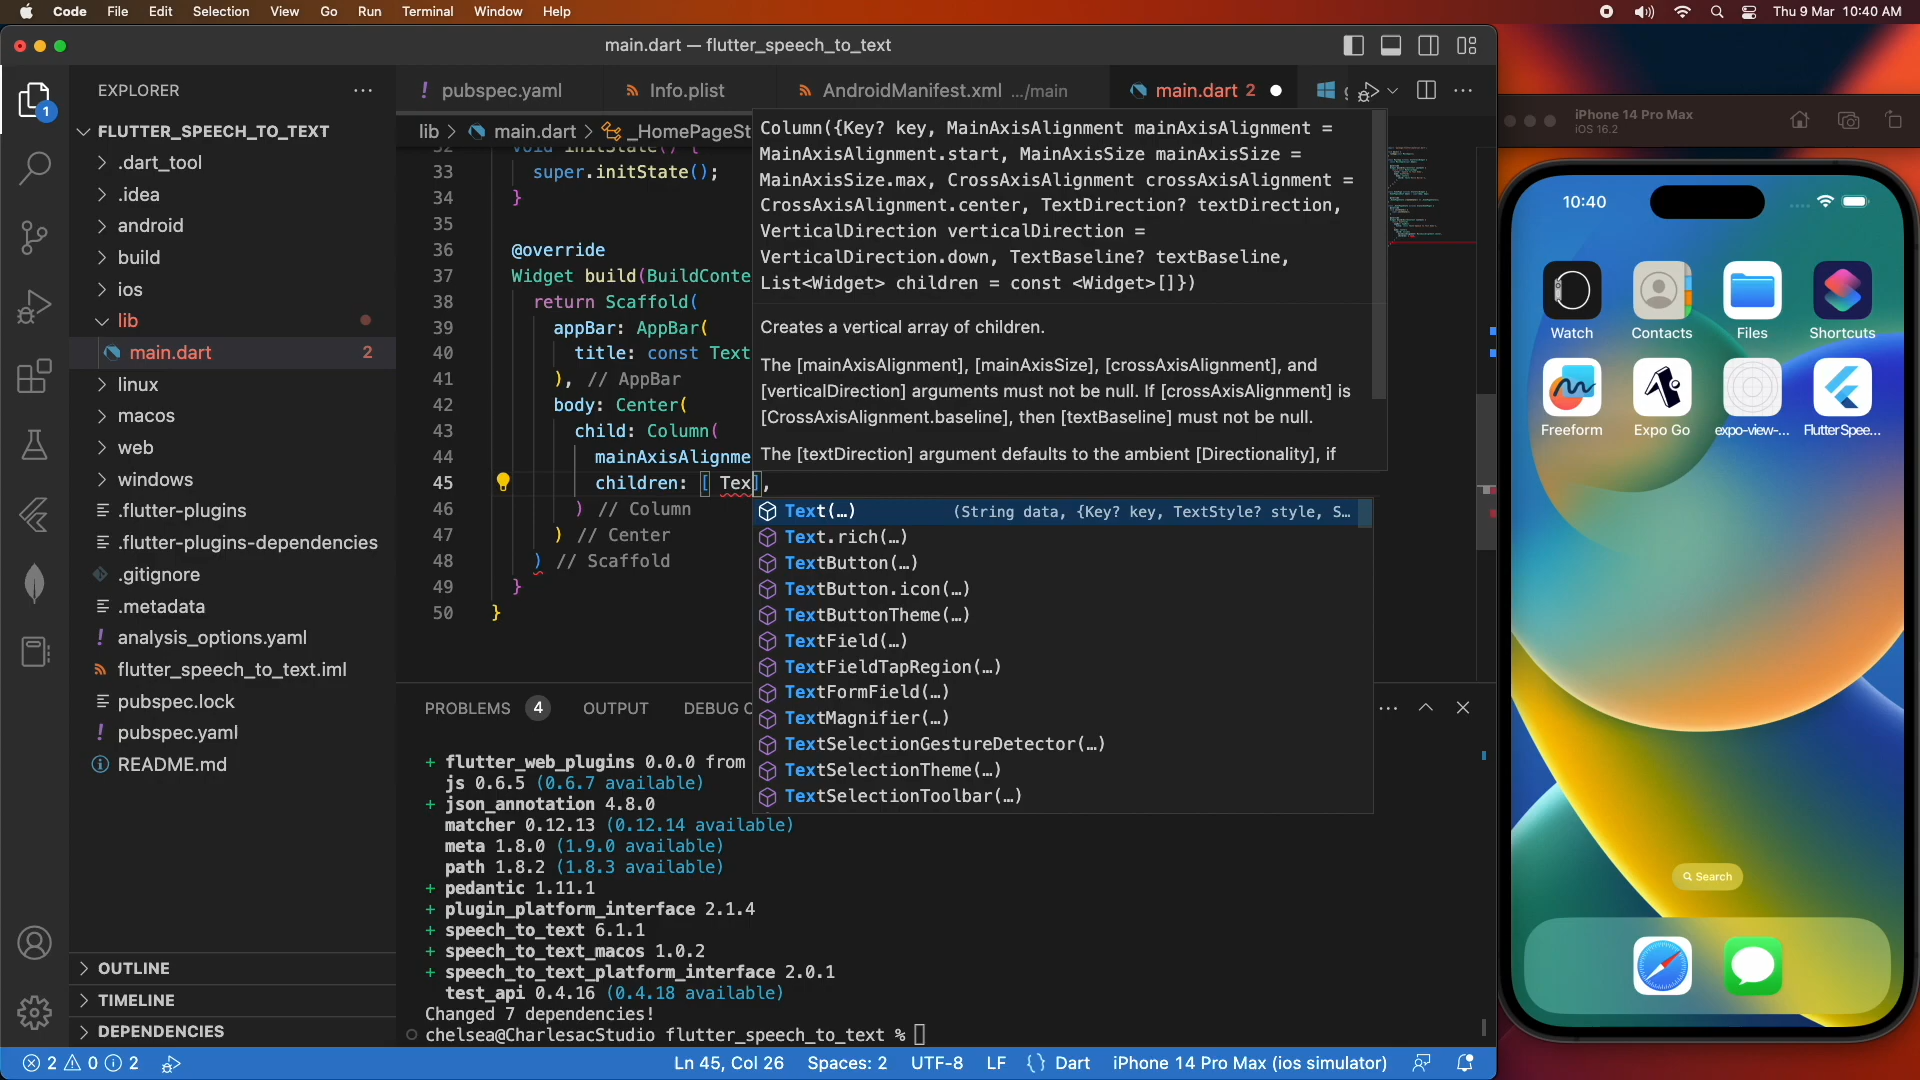 Code File Edit Selection View Go Run Terminal Window Help
Thu 9 Mar 10:40 AM
main.dart — flutter_speech_to_text
EXPLORER
FLUTTER_SPEECH_TO_TEXT
.dart_tool
.idea
android
build
ios
lib
main.dart 2
linux
macos
web
windows
.flutter-plugins
.flutter-plugins-dependencies
.gitignore
.metadata
analysis_options.yaml
flutter_speech_to_text.iml
pubspec.lock
pubspec.yaml
README.md
OUTLINE
TIMELINE
DEPENDENCIES
1
pubspec.yaml Info.plist AndroidManifest.xml .../main main.dart 2
lib > main.dart > _HomePageSt
33 super.initState();
34 }
35
36 @override
37 Widget build(BuildConte
38 return Scaffold(
39 appBar: AppBar(
40 title: const Text
41 ), // AppBar
42 body: Center(
43 child: Column(
44 mainAxisAlignme
45 children: [ Tex],
46 ) // Column
47 ) // Center
48 ) // Scaffold
49 }
50 }
Column({Key? key, MainAxisAlignment mainAxisAlignment =
MainAxisAlignment.start, MainAxisSize mainAxisSize =
MainAxisSize.max, CrossAxisAlignment crossAxisAlignment =
CrossAxisAlignment.center, TextDirection? textDirection,
VerticalDirection verticalDirection =
VerticalDirection.down, TextBaseline? textBaseline,
List<Widget> children = const <Widget>[]})
Creates a vertical array of children.
The [mainAxisAlignment], [mainAxisSize], [crossAxisAlignment], and
[verticalDirection] arguments must not be null. If [crossAxisAlignment] is
[CrossAxisAlignment.baseline], then [textBaseline] must not be null.
The [textDirection] argument defaults to the ambient [Directionality], if
Text(…) (String data, {Key? key, TextStyle? style, S…
Text.rich(…)
TextButton(…)
TextButton.icon(…)
TextButtonTheme(…)
TextField(…)
TextFieldTapRegion(…)
TextFormField(…)
TextMagnifier(…)
TextSelectionGestureDetector(…)
TextSelectionTheme(…)
TextSelectionToolbar(…)
PROBLEMS 4 OUTPUT DEBUG C
+ flutter_web_plugins 0.0.0 from
js 0.6.5 (0.6.7 available)
+ json_annotation 4.8.0
matcher 0.12.13 (0.12.14 available)
meta 1.8.0 (1.9.0 available)
path 1.8.2 (1.8.3 available)
+ pedantic 1.11.1
+ plugin_platform_interface 2.1.4
+ speech_to_text 6.1.1
+ speech_to_text_macos 1.0.2
+ speech_to_text_platform_interface 2.0.1
test_api 0.4.16 (0.4.18 available)
Changed 7 dependencies!
chelsea@CharlesacStudio flutter_speech_to_text %
2 0 2
Ln 45, Col 26 Spaces: 2 UTF-8 LF {} Dart iPhone 14 Pro Max (ios simulator)
iPhone 14 Pro Max
iOS 16.2
10:40
Watch Contacts Files Shortcuts
Freeform Expo Go expo-view-... FlutterSpee...
Search